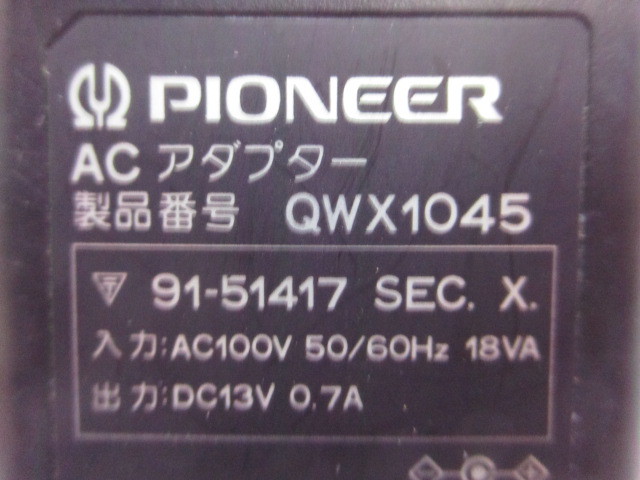 PIONEER
AC アダプター
製品番号 QWX1045
〒 91-51417 SEC. X.
入力:AC100V 50/60Hz 18VA
出力:DC13V 0.7A